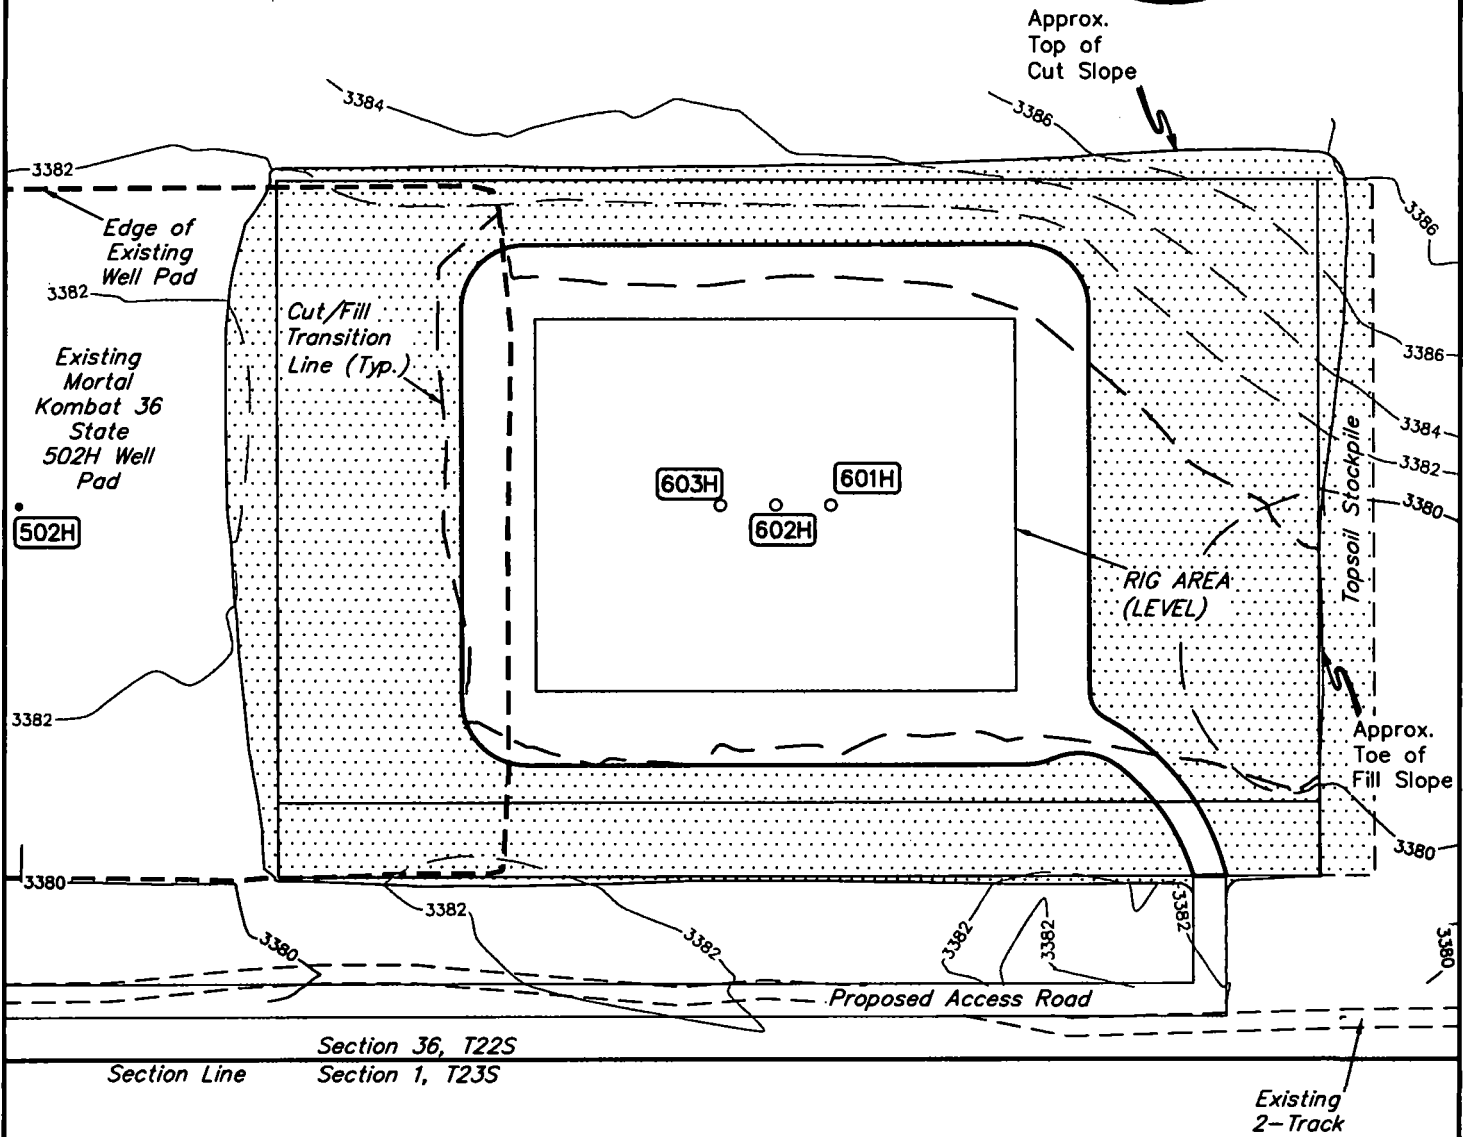 Approx.
Top of
Cut Slope
3384
3386
3382
3386
Edge of
Existing
Well Pad
3382
Cut/Fill
Transition
Line (Typ.)
3386
Existing
Mortal
Kombat 36
State
502H Well
Pad
3384
3382
3380
Topsoil Stockpile
603H
601H
602H
502H
RIG AREA
(LEVEL)
3382
Approx.
Toe of
Fill Slope
3380
3380
3382
3382
3382
3382
3382
3380
3380
Proposed Access Road
Section 36, T22S
Section Line
Section 1, T23S
Existing
2-Track